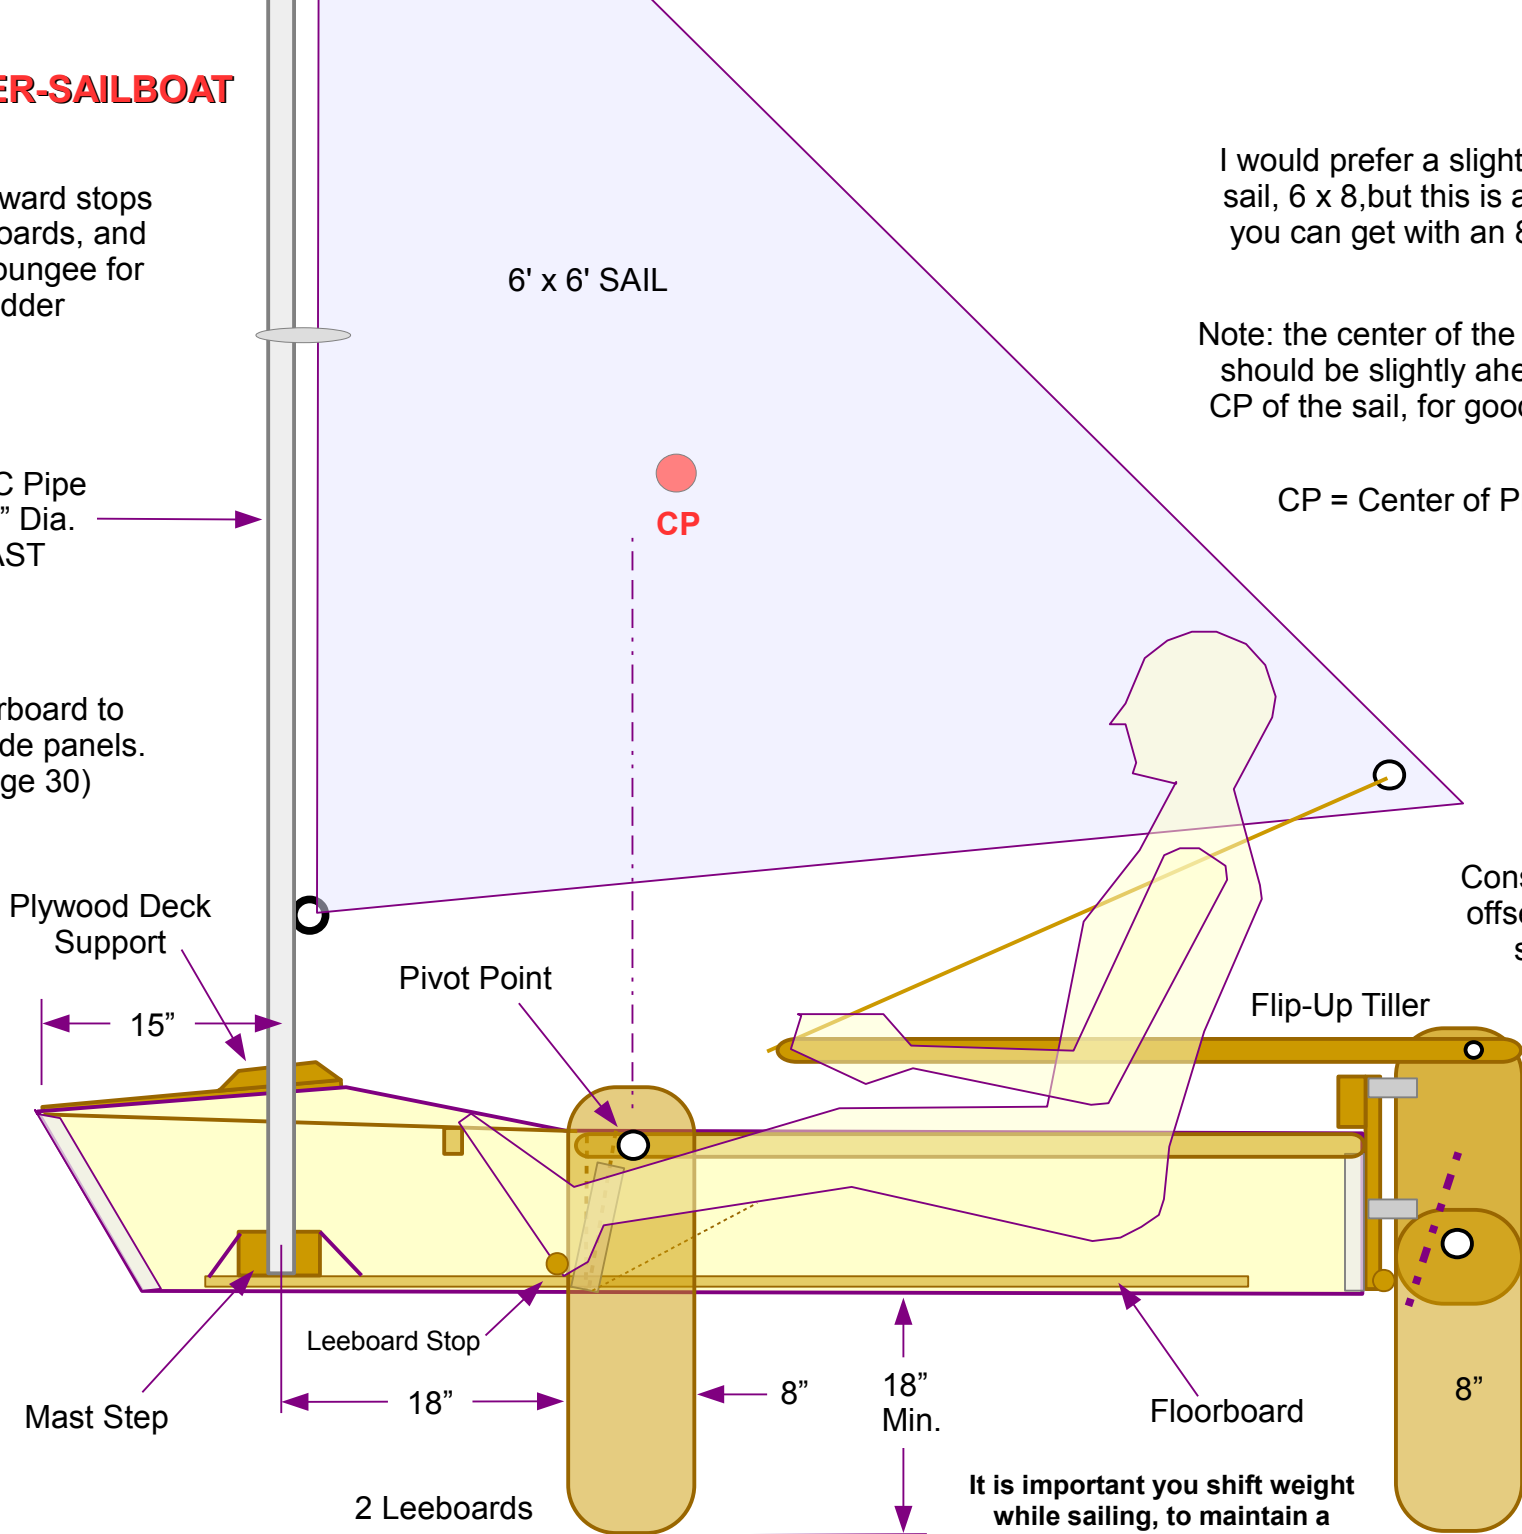 ER-SAILBOAT
ward stops
oards, and
bungee for
dder
C Pipe
” Dia.
AST
rboard to
de panels.
ge 30)
6' x 6' SAIL
CP
I would prefer a slight
sail, 6 x 8,but this is a
you can get with an 8
Note: the center of the
should be slightly ahe
CP of the sail, for good
CP = Center of P
Cons
offse
s
Plywood Deck
Support
15”
Pivot Point
Flip-Up Tiller
Leeboard Stop
Mast Step
18”
8”
18”
Min.
Floorboard
8”
2 Leeboards
It is important you shift weight
while sailing, to maintain a